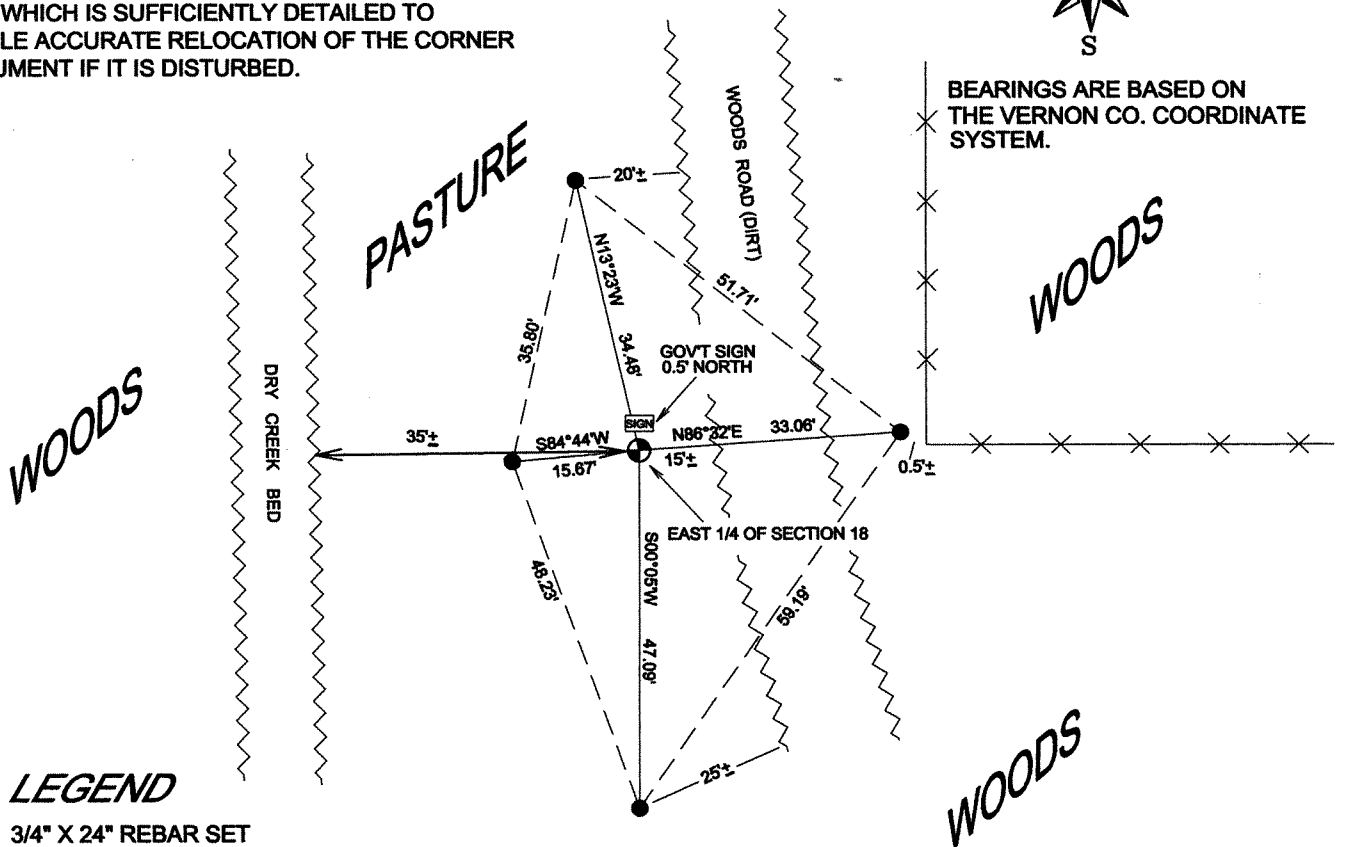 WHICH IS SUFFICIENTLY DETAILED TO
LE ACCURATE RELOCATION OF THE CORNER
UMENT IF IT IS DISTURBED.
S
BEARINGS ARE BASED ON
THE VERNON CO. COORDINATE
SYSTEM.
PASTURE
20'±
WOODS ROAD (DIRT)
WOODS
N13°23'W
34.46'
51.71'
35.80'
GOV'T SIGN
0.5' NORTH
WOODS
DRY CREEK BED
35'±
SIGN
S84°44'W
15.67'
N86°32'E
33.06'
15'±
0.5'±
EAST 1/4 OF SECTION 18
S00°05'W
47.09'
48.23'
59.19'
25'±
WOODS
LEGEND
3/4" X 24" REBAR SET